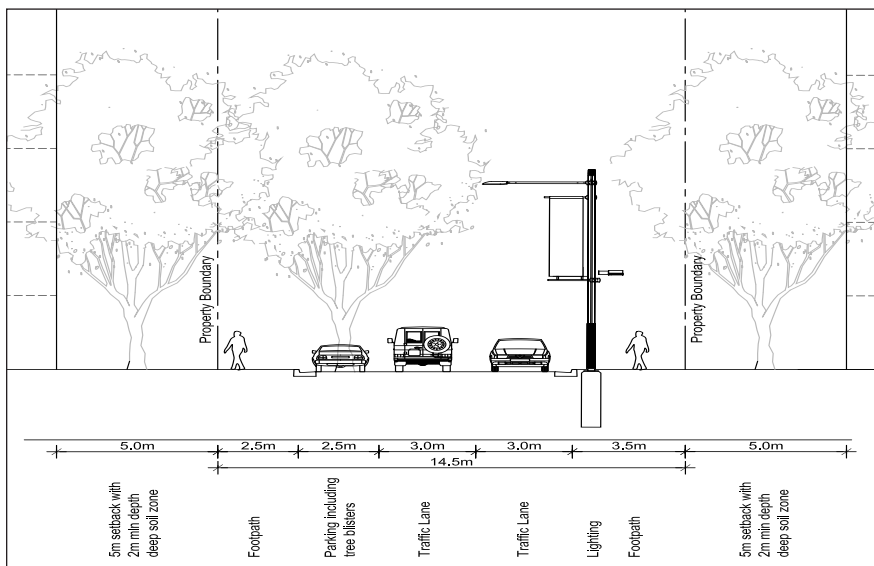 Property Boundary
Property Boundary
5.0m 2.5m 2.5m 3.0m 3.0m 3.5m 5.0m
14.5m
5m setback with
2m min depth
deep soil zone
Footpath
Parking including
tree blisters
Traffic Lane
Traffic Lane
Lighting
Footpath
5m setback with
2m min depth
deep soil zone